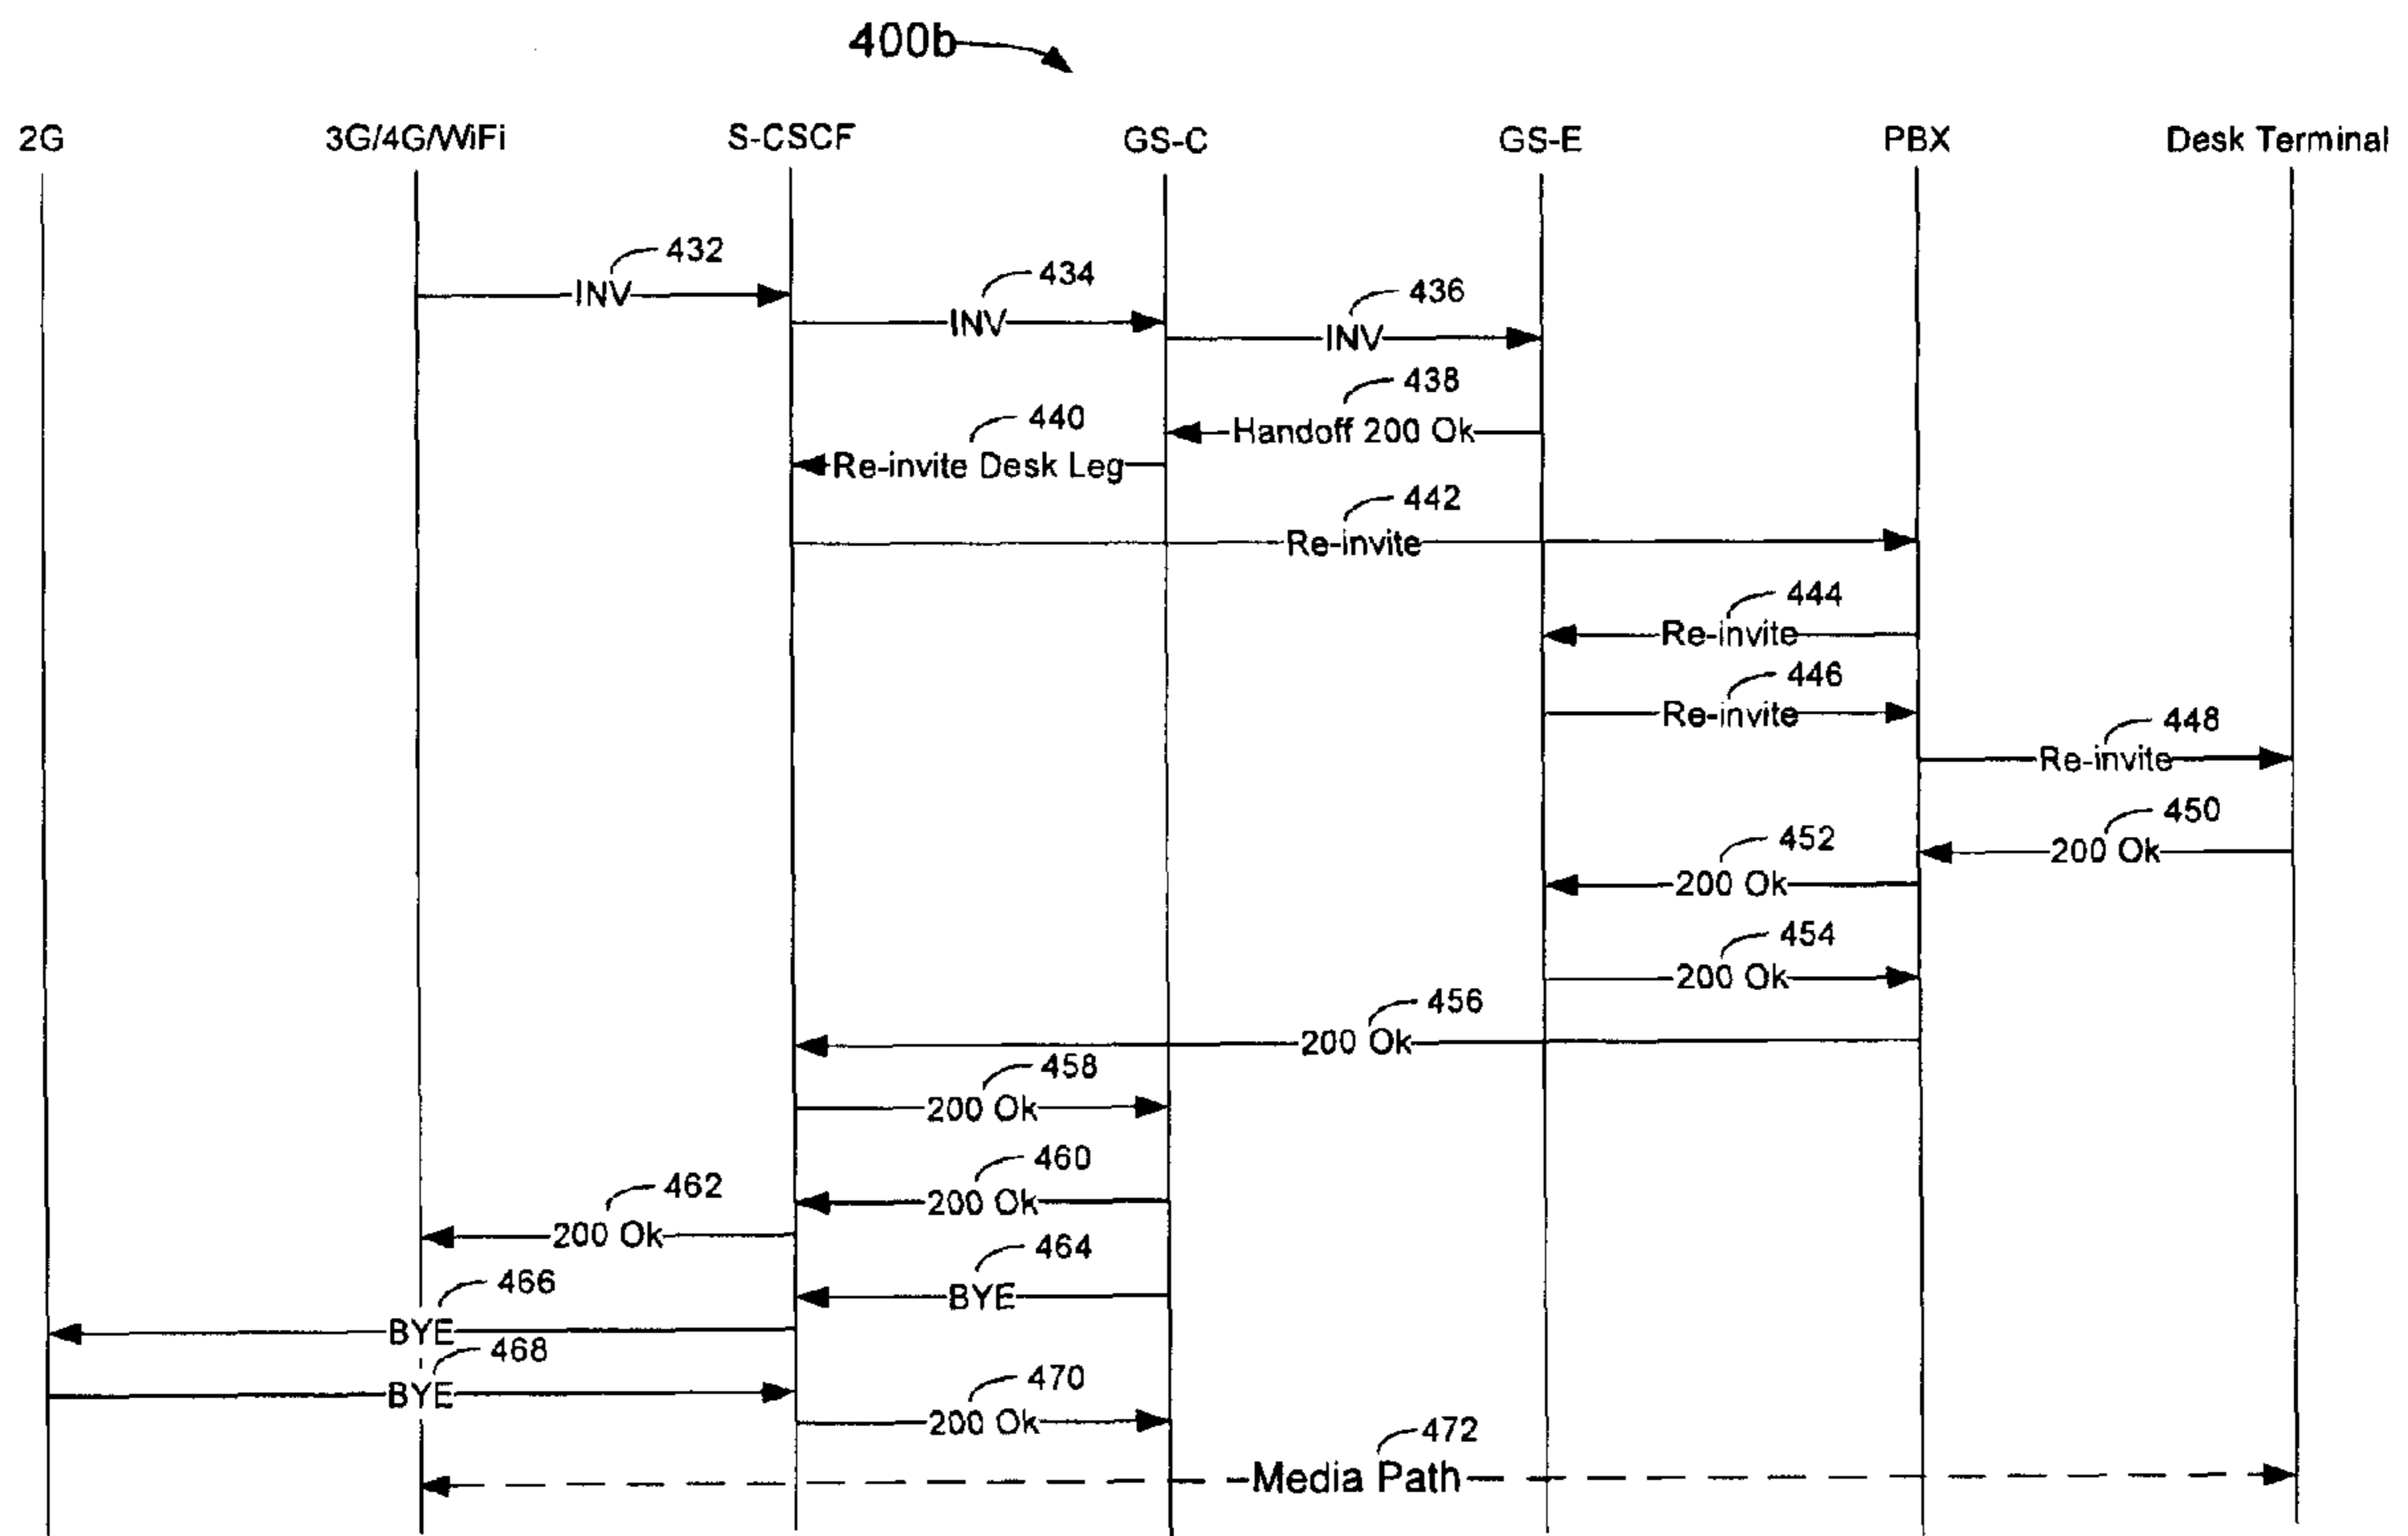 400b
2G 3G/4G/WiFi S-CSCF GS-C GS-E PBX Desk Terminal
432
INV
434
INV
436
INV
438
Handoff 200 Ok
440
Re-invite Desk Leg
442
Re-invite
444
Re-invite
446
Re-invite
448
Re-invite
450
200 Ok
452
200 Ok
454
200 Ok
456
200 Ok
458
200 Ok
460
200 Ok
462
200 Ok
464
BYE
466
BYE
468
BYE
470
200 Ok
472
Media Path